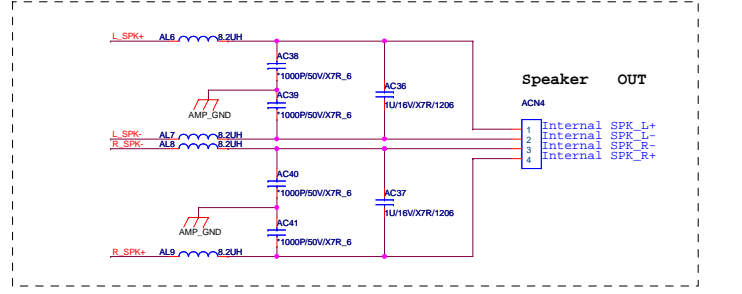 L_SPK+ AL6 8.2UH
AC38
*1000P/50V/X7R_6
AC39
*1000P/50V/X7R_6
AMP_GND
AC36
1U/16V/X7R/1206
Speaker OUT
ACN4
1 Internal SPK_L+
2 Internal SPK_L-
3 Internal SPK_R-
4 Internal SPK_R+
L_SPK- AL7 8.2UH
R_SPK- AL8 8.2UH
AC40
*1000P/50V/X7R_6
AC37
1U/16V/X7R/1206
AC41
*1000P/50V/X7R_6
AMP_GND
R_SPK+ AL9 8.2UH